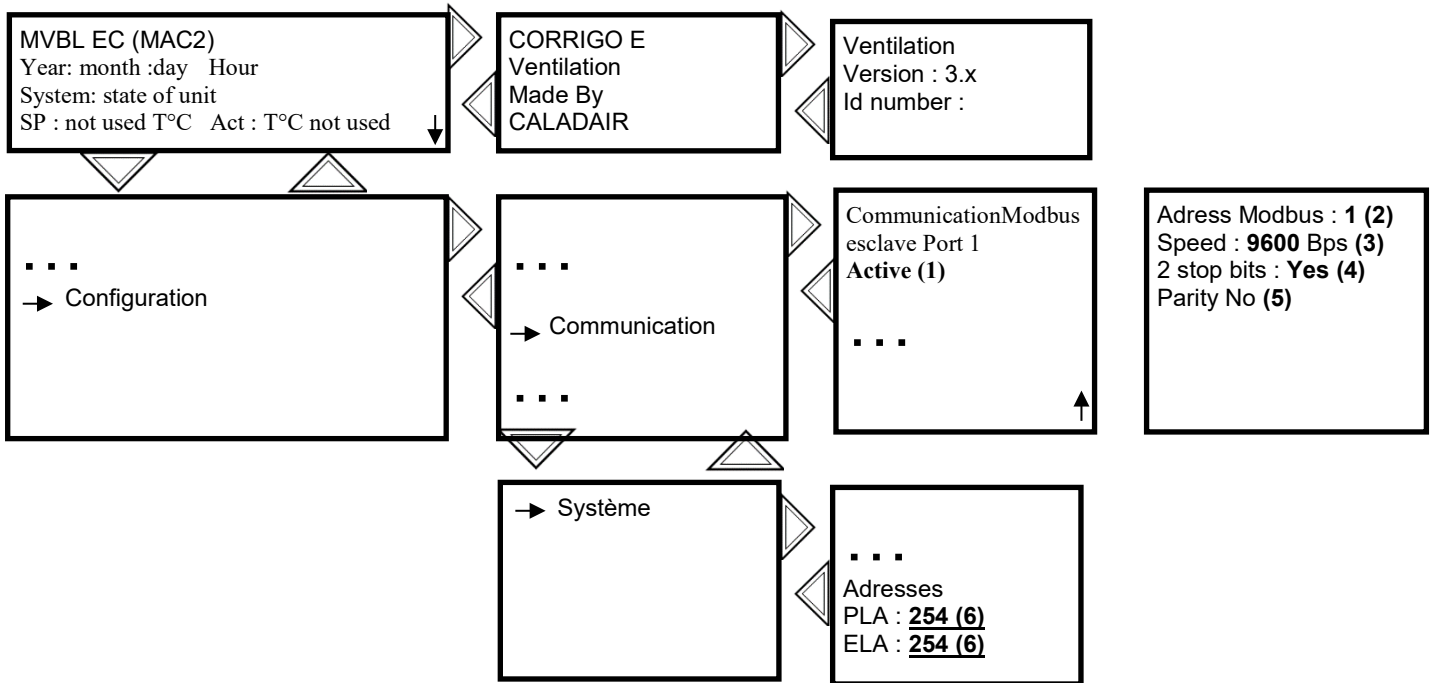 MVBL EC (MAC2)
Year: month :day Hour
System: state of unit
SP : not used T°C Act : T°C not used
CORRIGO E
Ventilation
Made By
CALADAIR
Ventilation
Version : 3.x
Id number :
. . .
Configuration
. . .
Communication
. . .
CommunicationModbus
esclave Port 1
Active (1)
. . .
Adress Modbus : 1 (2)
Speed : 9600 Bps (3)
2 stop bits : Yes (4)
Parity No (5)
Système
. . .
Adresses
PLA : 254 (6)
ELA : 254 (6)